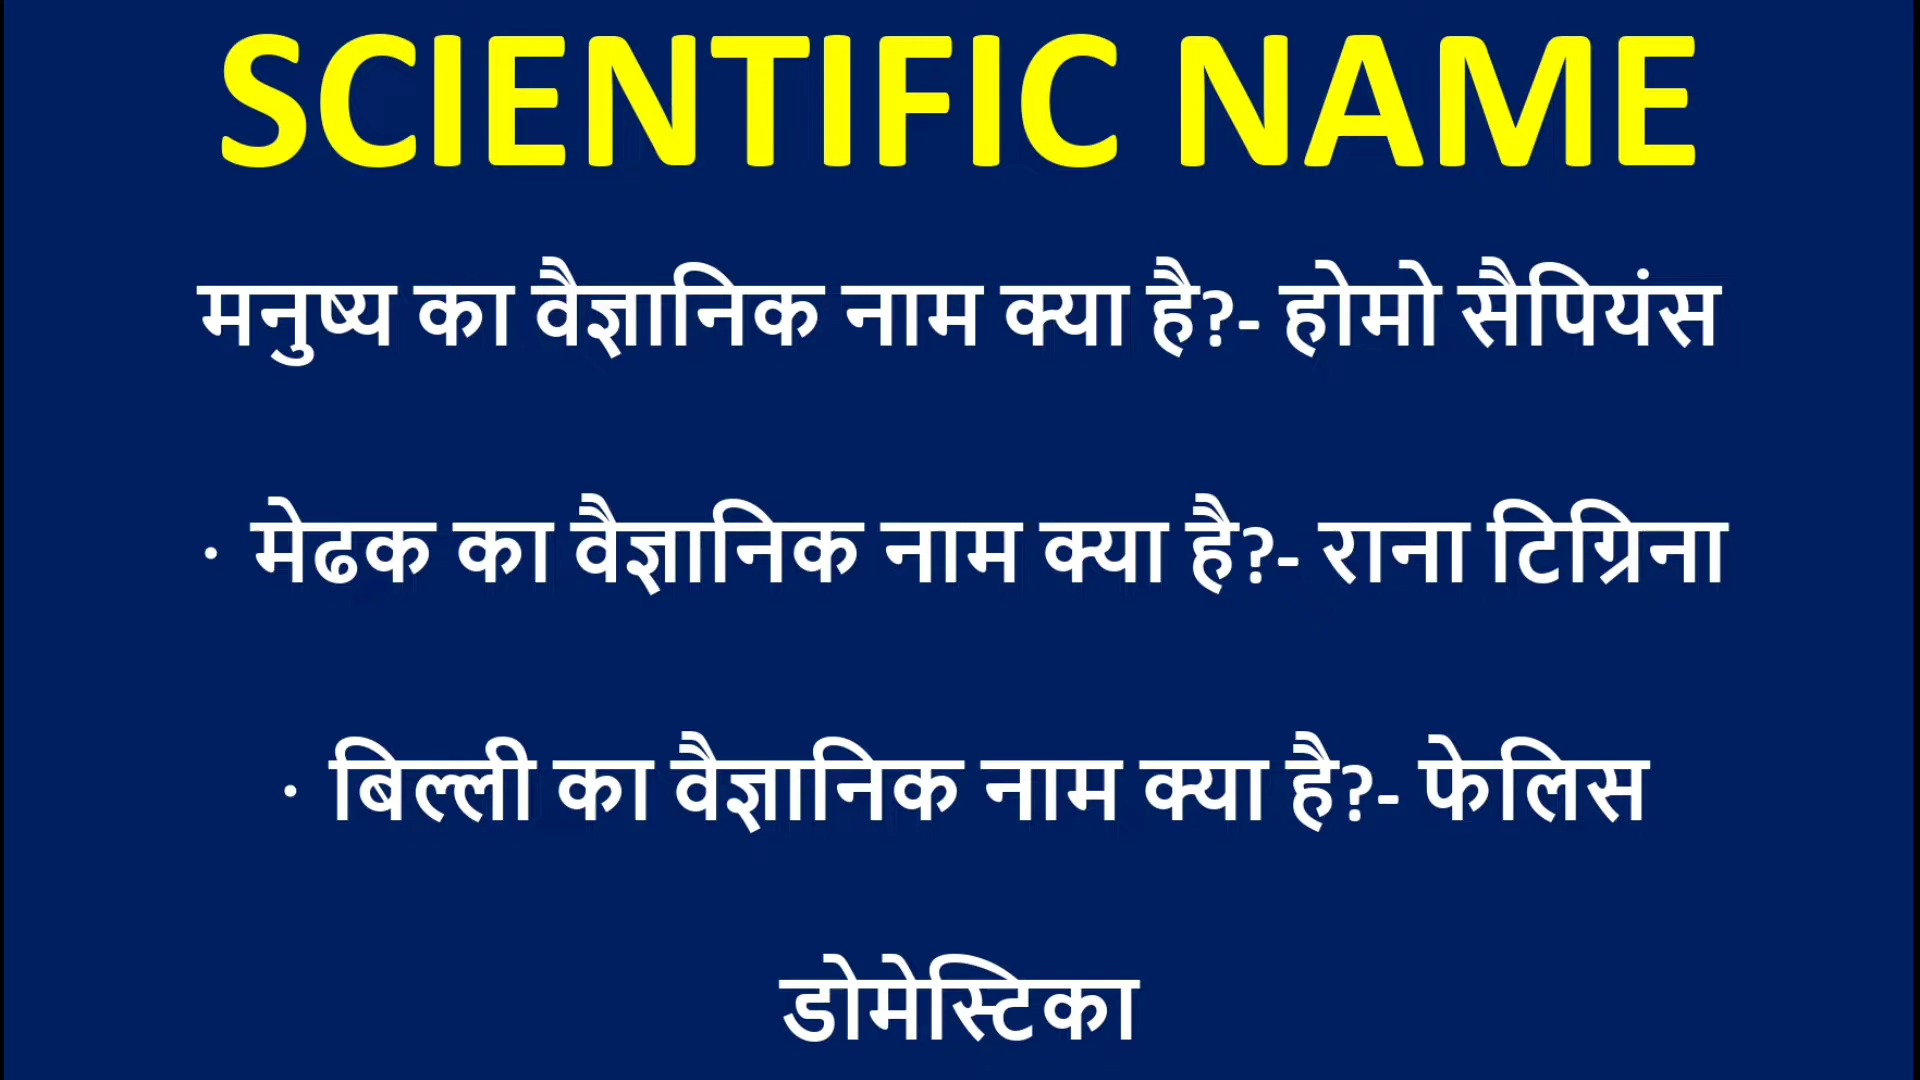 SCIENTIFIC NAME
मनुष्य का वैज्ञानिक नाम क्या है?- होमो सैपियंस
· मेढक का वैज्ञानिक नाम क्या है?- राना टिग्रिना
· बिल्ली का वैज्ञानिक नाम क्या है?- फेलिस
डोमेस्टिका